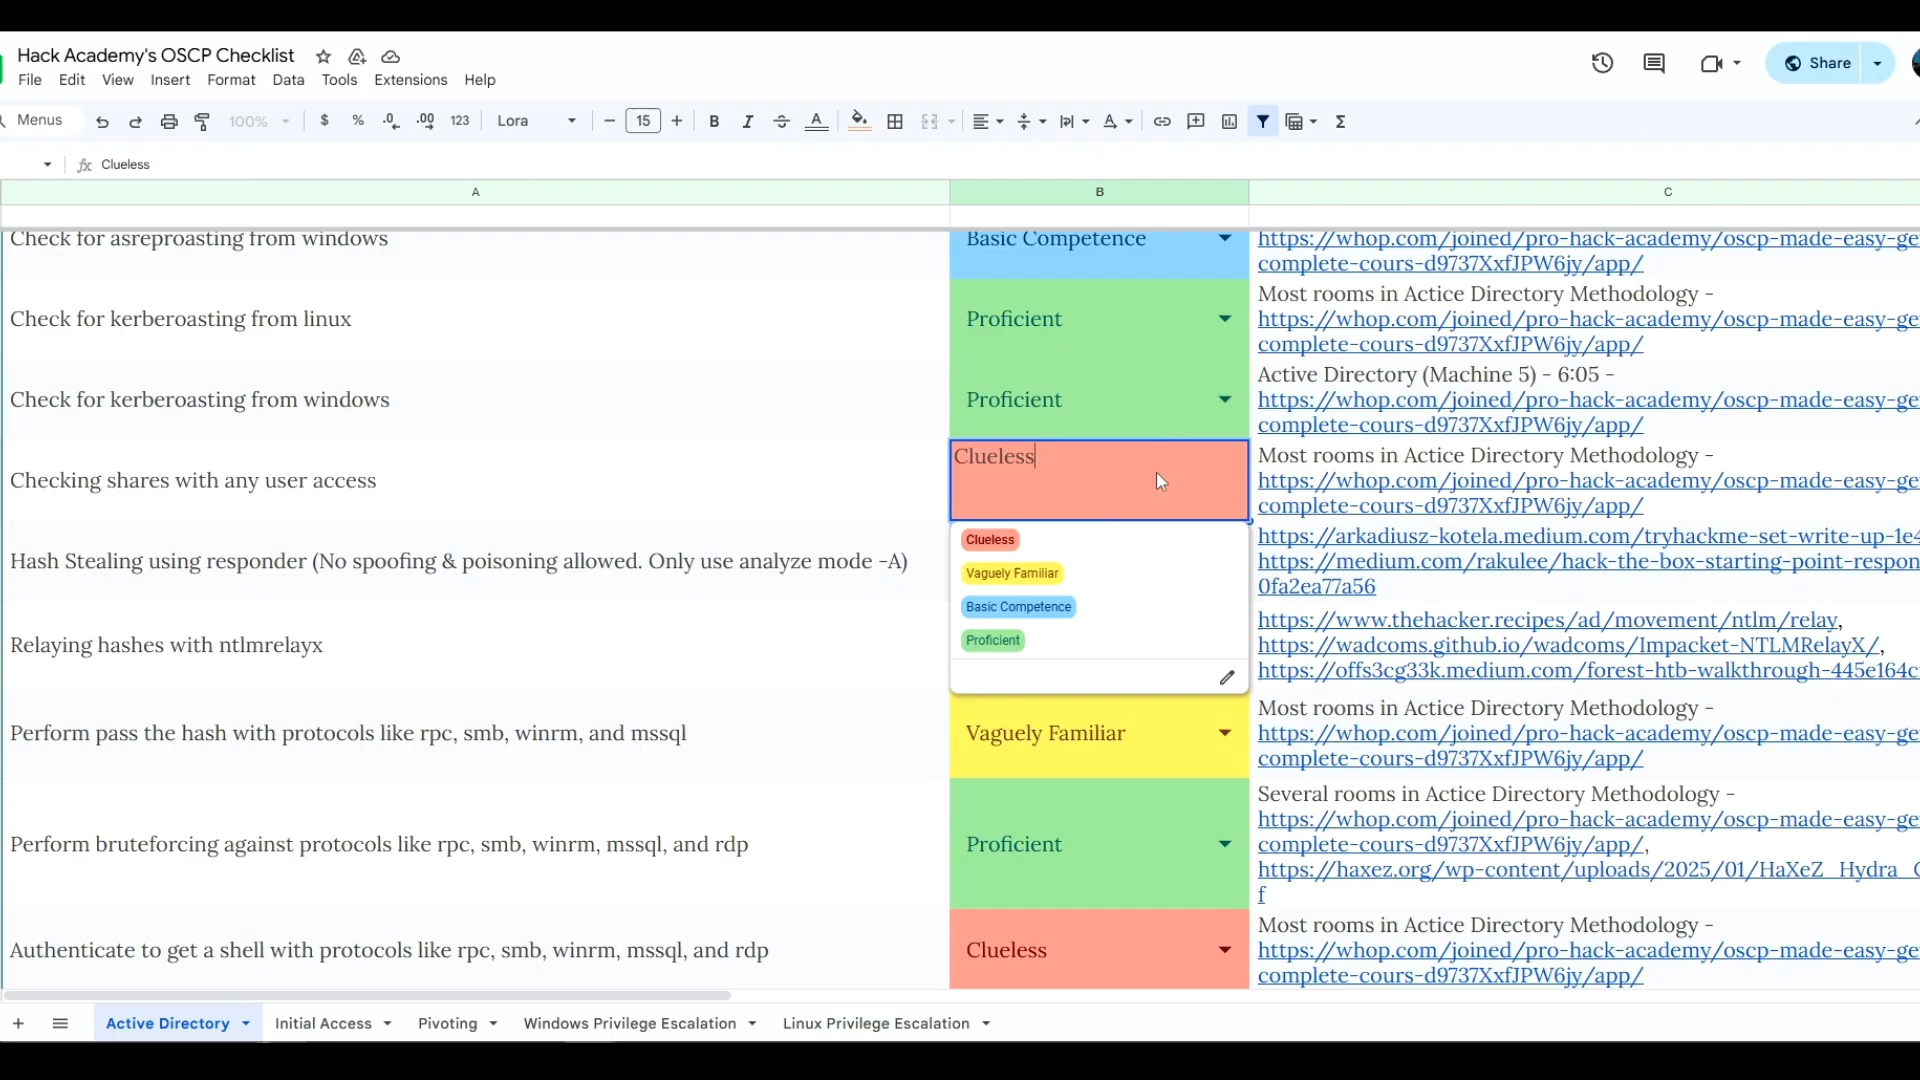 Hack Academy's OSCP Checklist
File Edit View Insert Format Data Tools Extensions Help
Share
Menus
100%
$ % .0 .00 123
Lora
15
B I A
Σ
fx Clueless
A B C
Check for asreproasting from windows
Basic Competence
https://whop.com/joined/pro-hack-academy/oscp-made-easy-ge
complete-cours-d9737XxfJPW6jy/app/
Check for kerberoasting from linux
Proficient
Most rooms in Actice Directory Methodology -
https://whop.com/joined/pro-hack-academy/oscp-made-easy-ge
complete-cours-d9737XxfJPW6jy/app/
Check for kerberoasting from windows
Proficient
Active Directory (Machine 5) - 6:05 -
https://whop.com/joined/pro-hack-academy/oscp-made-easy-ge
complete-cours-d9737XxfJPW6jy/app/
Checking shares with any user access
Clueless
Most rooms in Actice Directory Methodology -
https://whop.com/joined/pro-hack-academy/oscp-made-easy-ge
complete-cours-d9737XxfJPW6jy/app/
Clueless
Vaguely Familiar
Basic Competence
Proficient
Hash Stealing using responder (No spoofing & poisoning allowed. Only use analyze mode -A)
https://arkadiusz-kotela.medium.com/tryhackme-set-write-up-1e4
https://medium.com/rakulee/hack-the-box-starting-point-respon
0fa2ea77a56
Relaying hashes with ntlmrelayx
https://www.thehacker.recipes/ad/movement/ntlm/relay,
https://wadcoms.github.io/wadcoms/Impacket-NTLMRelayX/,
https://offs3cg33k.medium.com/forest-htb-walkthrough-445e164c
Perform pass the hash with protocols like rpc, smb, winrm, and mssql
Vaguely Familiar
Most rooms in Actice Directory Methodology -
https://whop.com/joined/pro-hack-academy/oscp-made-easy-ge
complete-cours-d9737XxfJPW6jy/app/
Perform bruteforcing against protocols like rpc, smb, winrm, mssql, and rdp
Proficient
Several rooms in Actice Directory Methodology -
https://whop.com/joined/pro-hack-academy/oscp-made-easy-ge
complete-cours-d9737XxfJPW6jy/app/,
https://haxez.org/wp-content/uploads/2025/01/HaXeZ_Hydra_C
f
Authenticate to get a shell with protocols like rpc, smb, winrm, mssql, and rdp
Clueless
Most rooms in Actice Directory Methodology -
https://whop.com/joined/pro-hack-academy/oscp-made-easy-ge
complete-cours-d9737XxfJPW6jy/app/
Active Directory Initial Access Pivoting Windows Privilege Escalation Linux Privilege Escalation